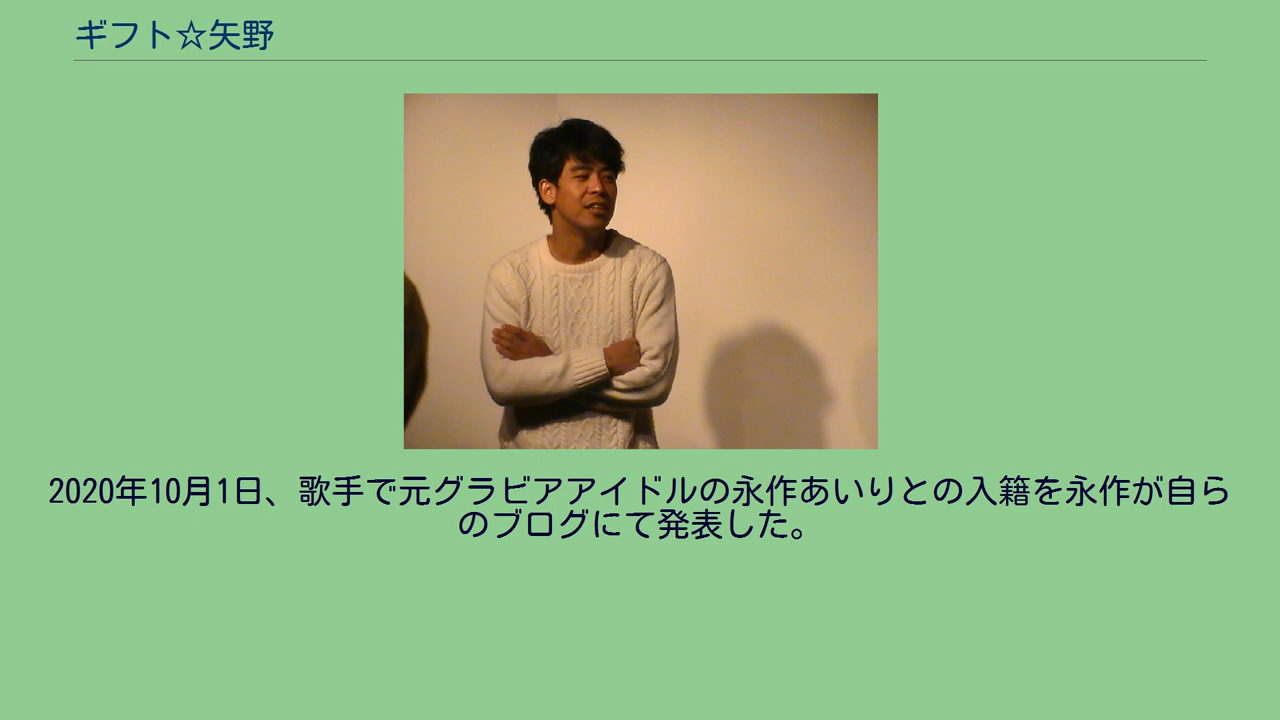 ギフト☆矢野
2020年10月1日、歌手で元グラビアアイドルの永作あいりとの入籍を永作が自ら
のブログにて発表した。